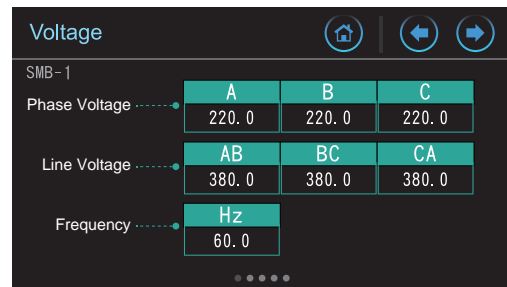 Voltage
SMB-1
Phase Voltage
A B C
220.0 220.0 220.0
Line Voltage
AB BC CA
380.0 380.0 380.0
Frequency
Hz
60.0